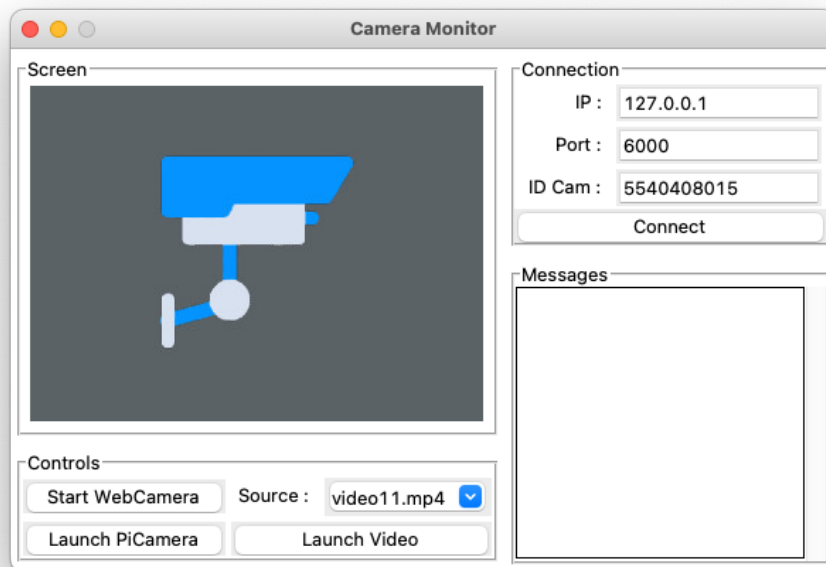 Camera Monitor
Screen
Connection
IP : 127.0.0.1
Port : 6000
ID Cam : 5540408015
Connect
Messages
Controls
Start WebCamera Source : video11.mp4
Launch PiCamera Launch Video